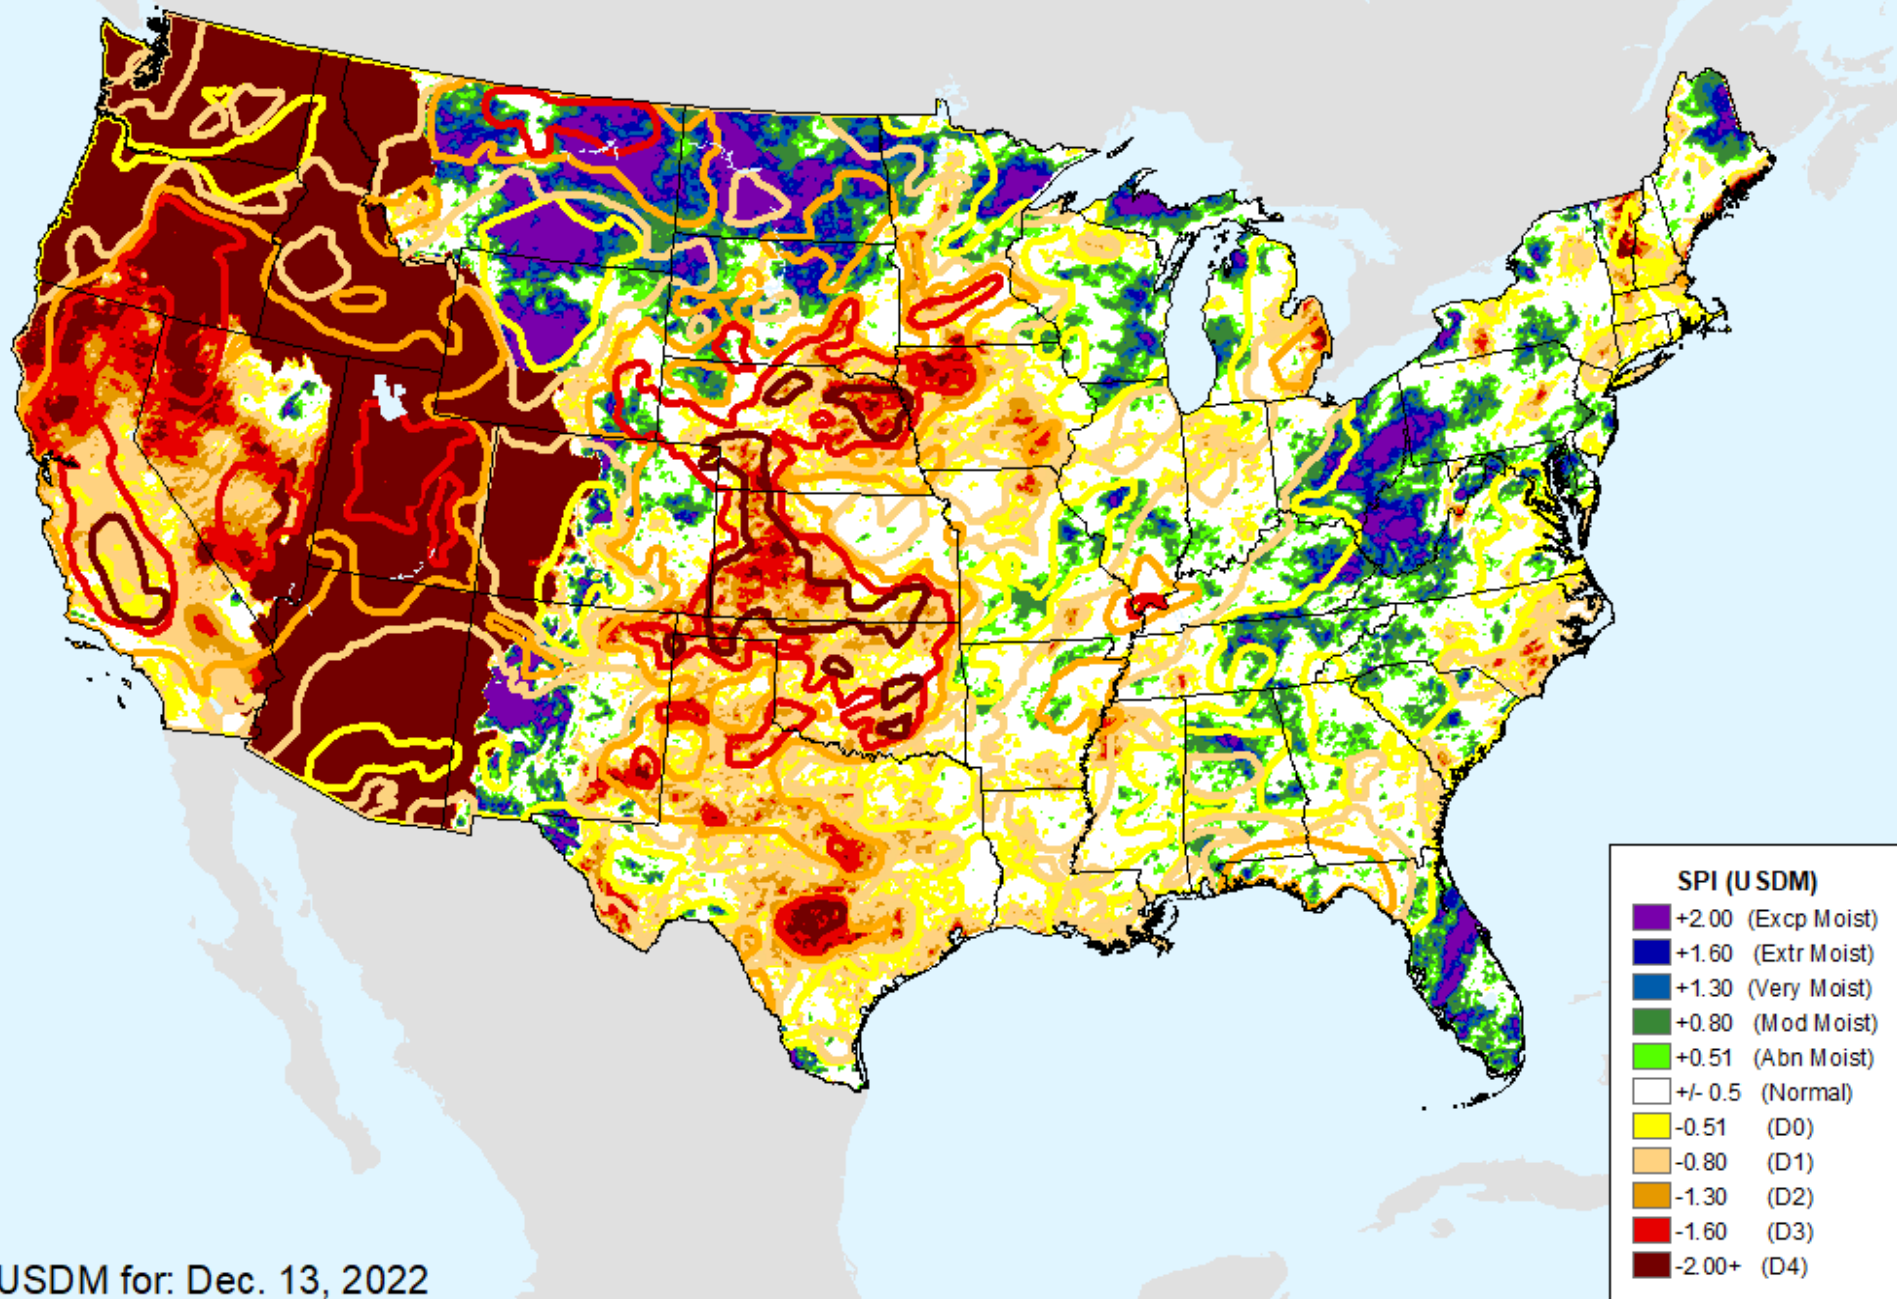 SPI (USDM)
+2.00 (Excp Moist)
+1.60 (Extr Moist)
+1.30 (Very Moist)
+0.80 (Mod Moist)
+0.51 (Abn Moist)
+/- 0.5 (Normal)
-0.51 (D0)
-0.80 (D1)
-1.30 (D2)
-1.60 (D3)
-2.00+ (D4)
USDM for: Dec. 13, 2022